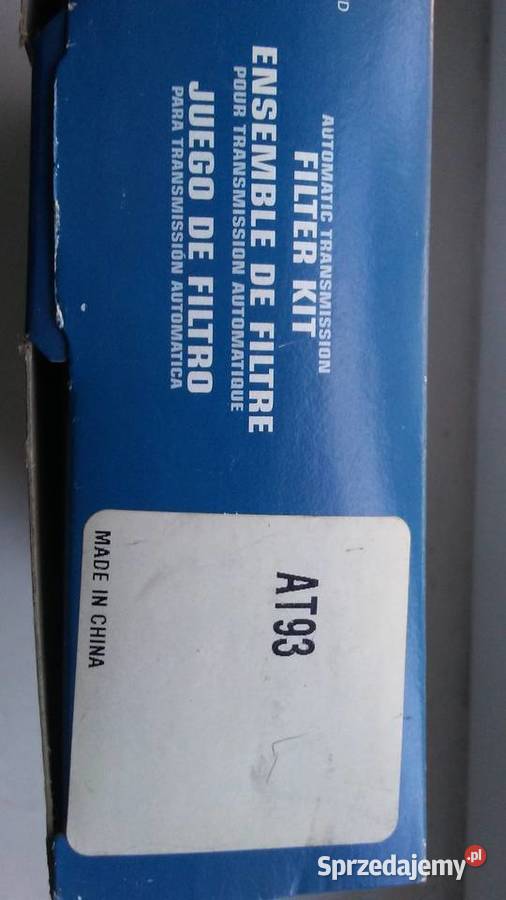 AUTOMATIC TRANSMISSION
FILTER KIT
ENSEMBLE DE FILTRE
POUR TRANSMISSION AUTOMATIQUE
JUEGO DE FILTRO
PARA TRANSMISSIÓN AUTOMATICA
AT93
MADE IN CHINA
D
Sprzedajemy.pl